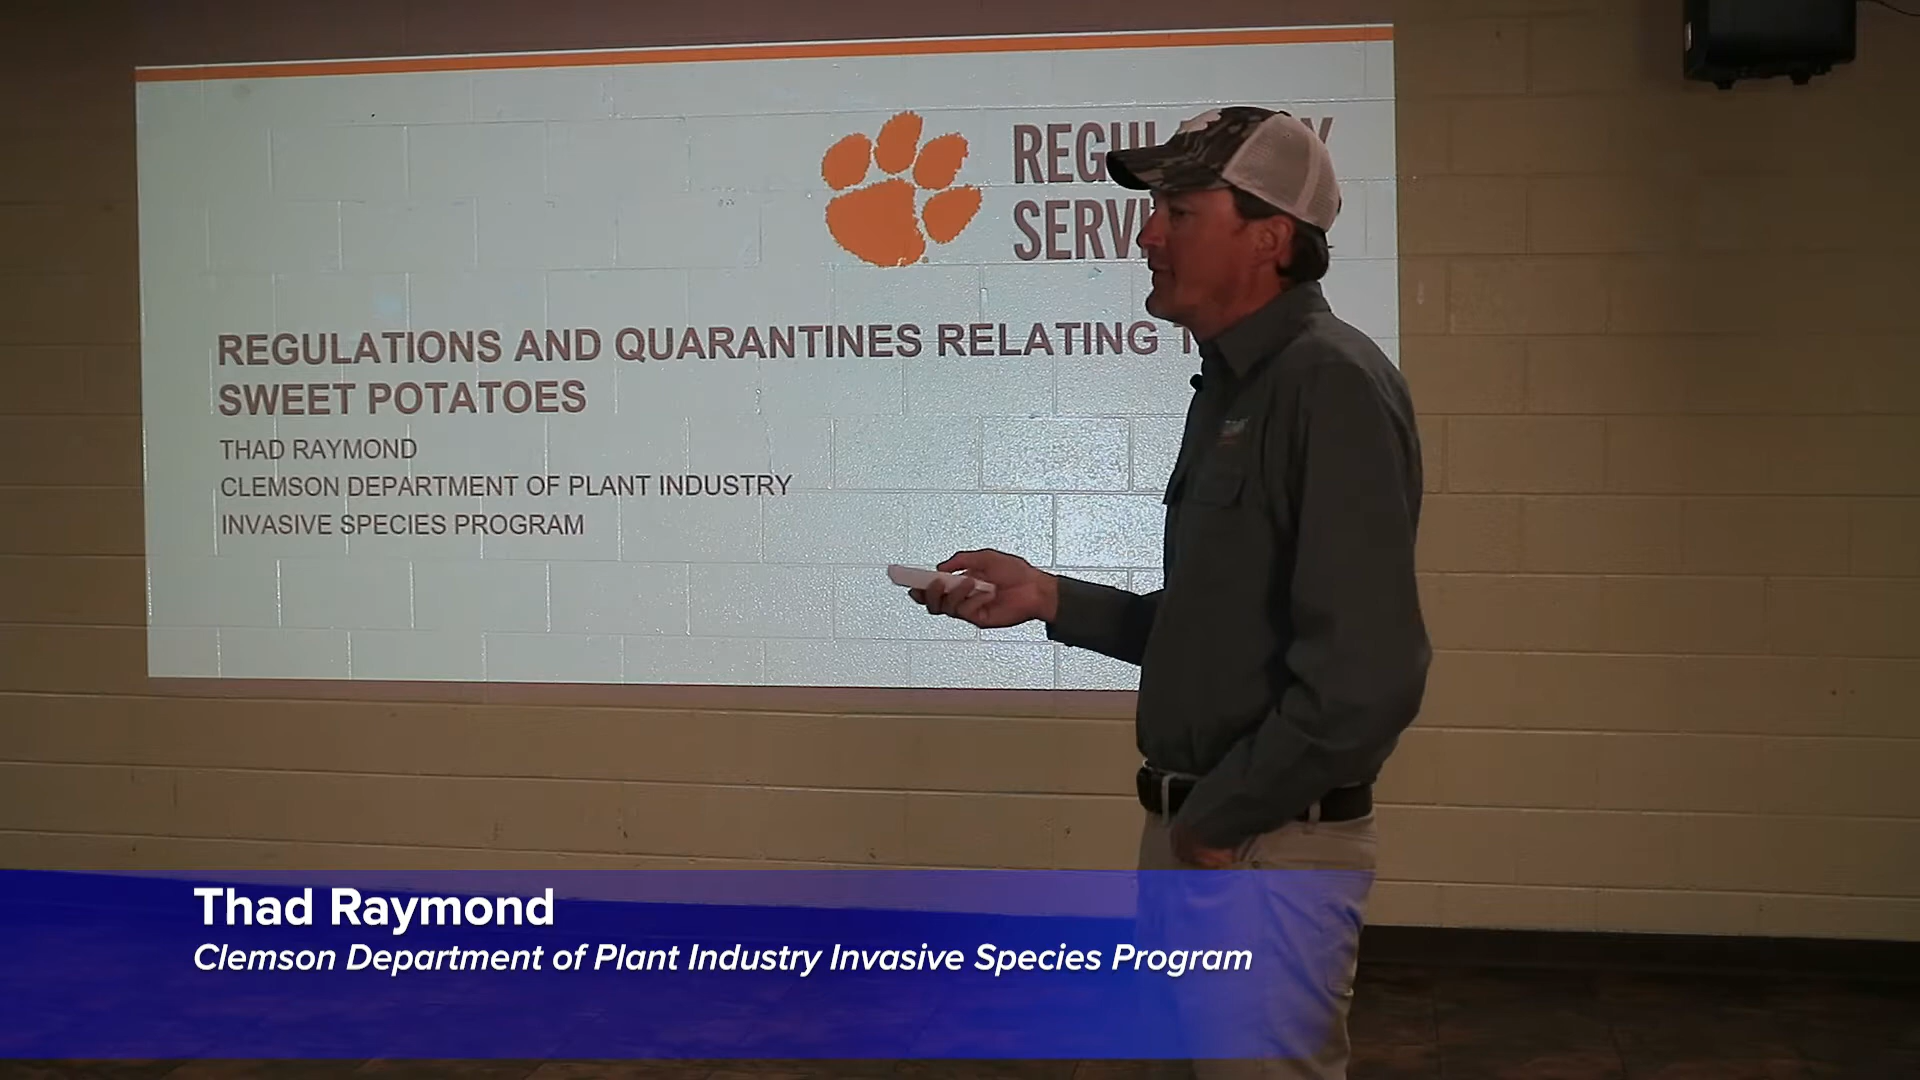 REGU
SERV
REGULATIONS AND QUARANTINES RELATING
SWEET POTATOES
THAD RAYMOND
CLEMSON DEPARTMENT OF PLANT INDUSTRY
INVASIVE SPECIES PROGRAM
Thad Raymond
Clemson Department of Plant Industry Invasive Species Program